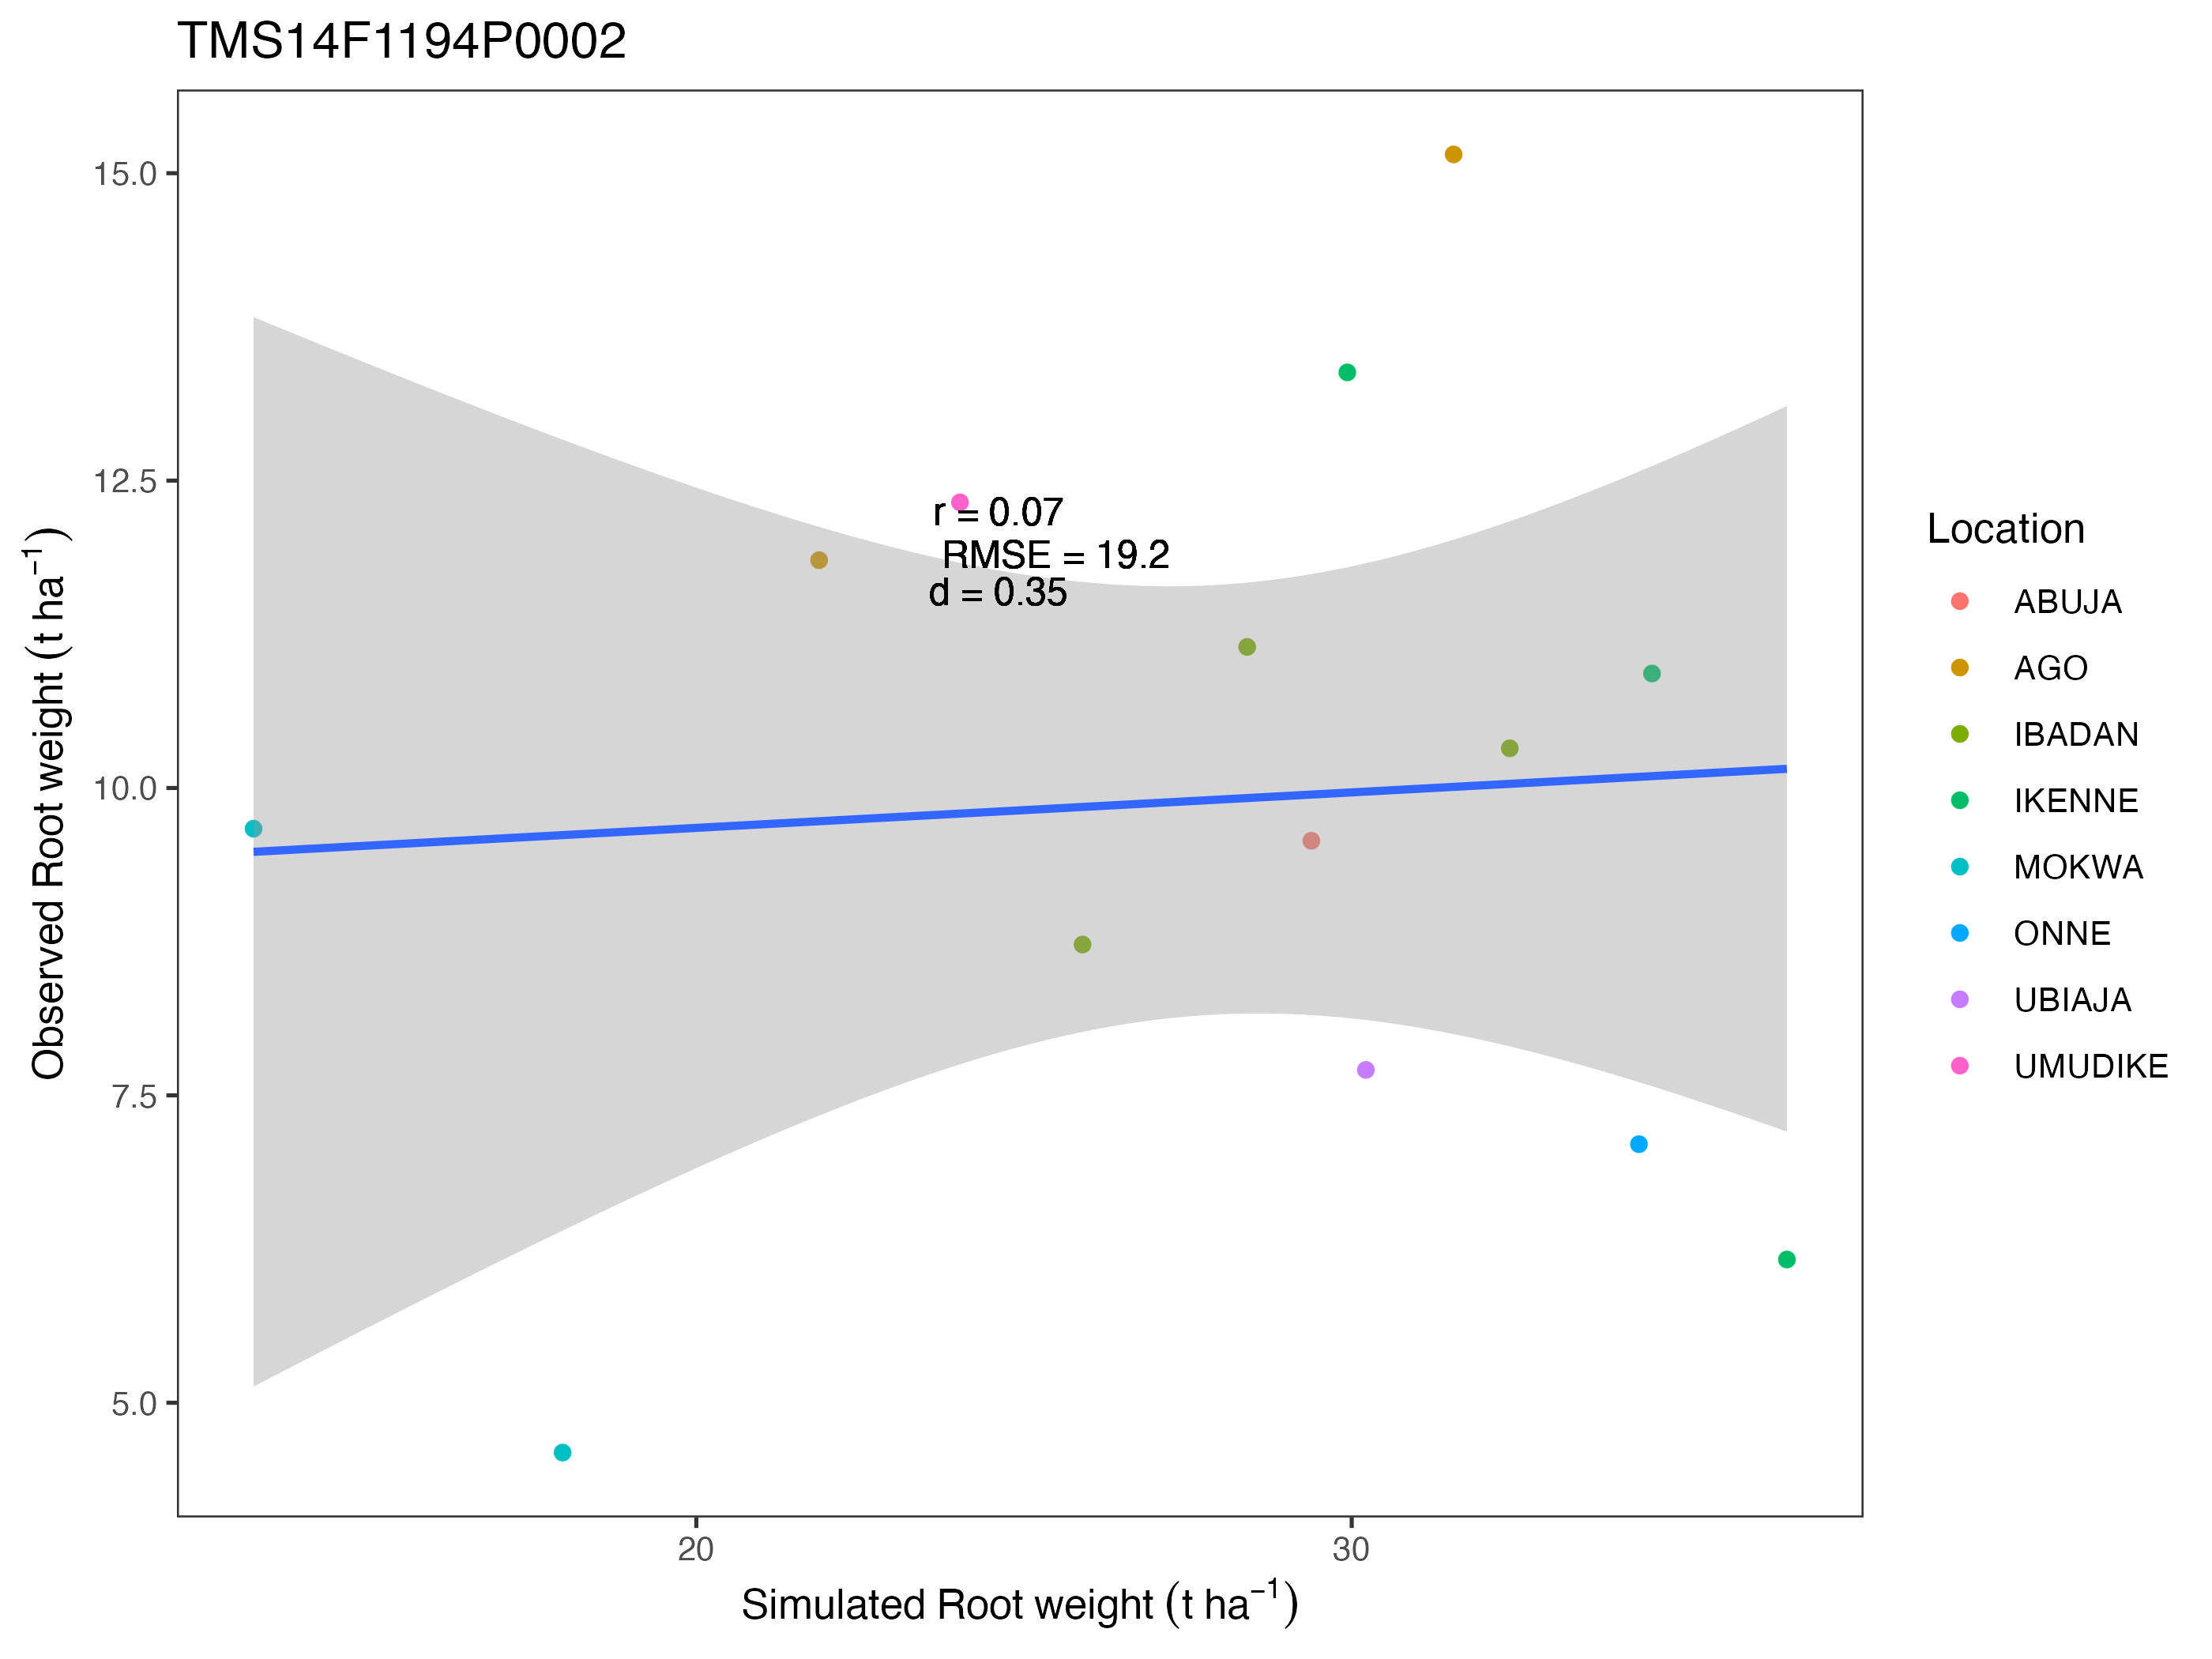 TMS14F1194P0002
Observed Root weight (t ha⁻¹)
15.0
12.5
10.0
7.5
5.0
r = 0.07
RMSE = 19.2
d = 0.35
20
30
Simulated Root weight (t ha⁻¹)
Location
ABUJA
AGO
IBADAN
IKENNE
MOKWA
ONNE
UBIAJA
UMUDIKE